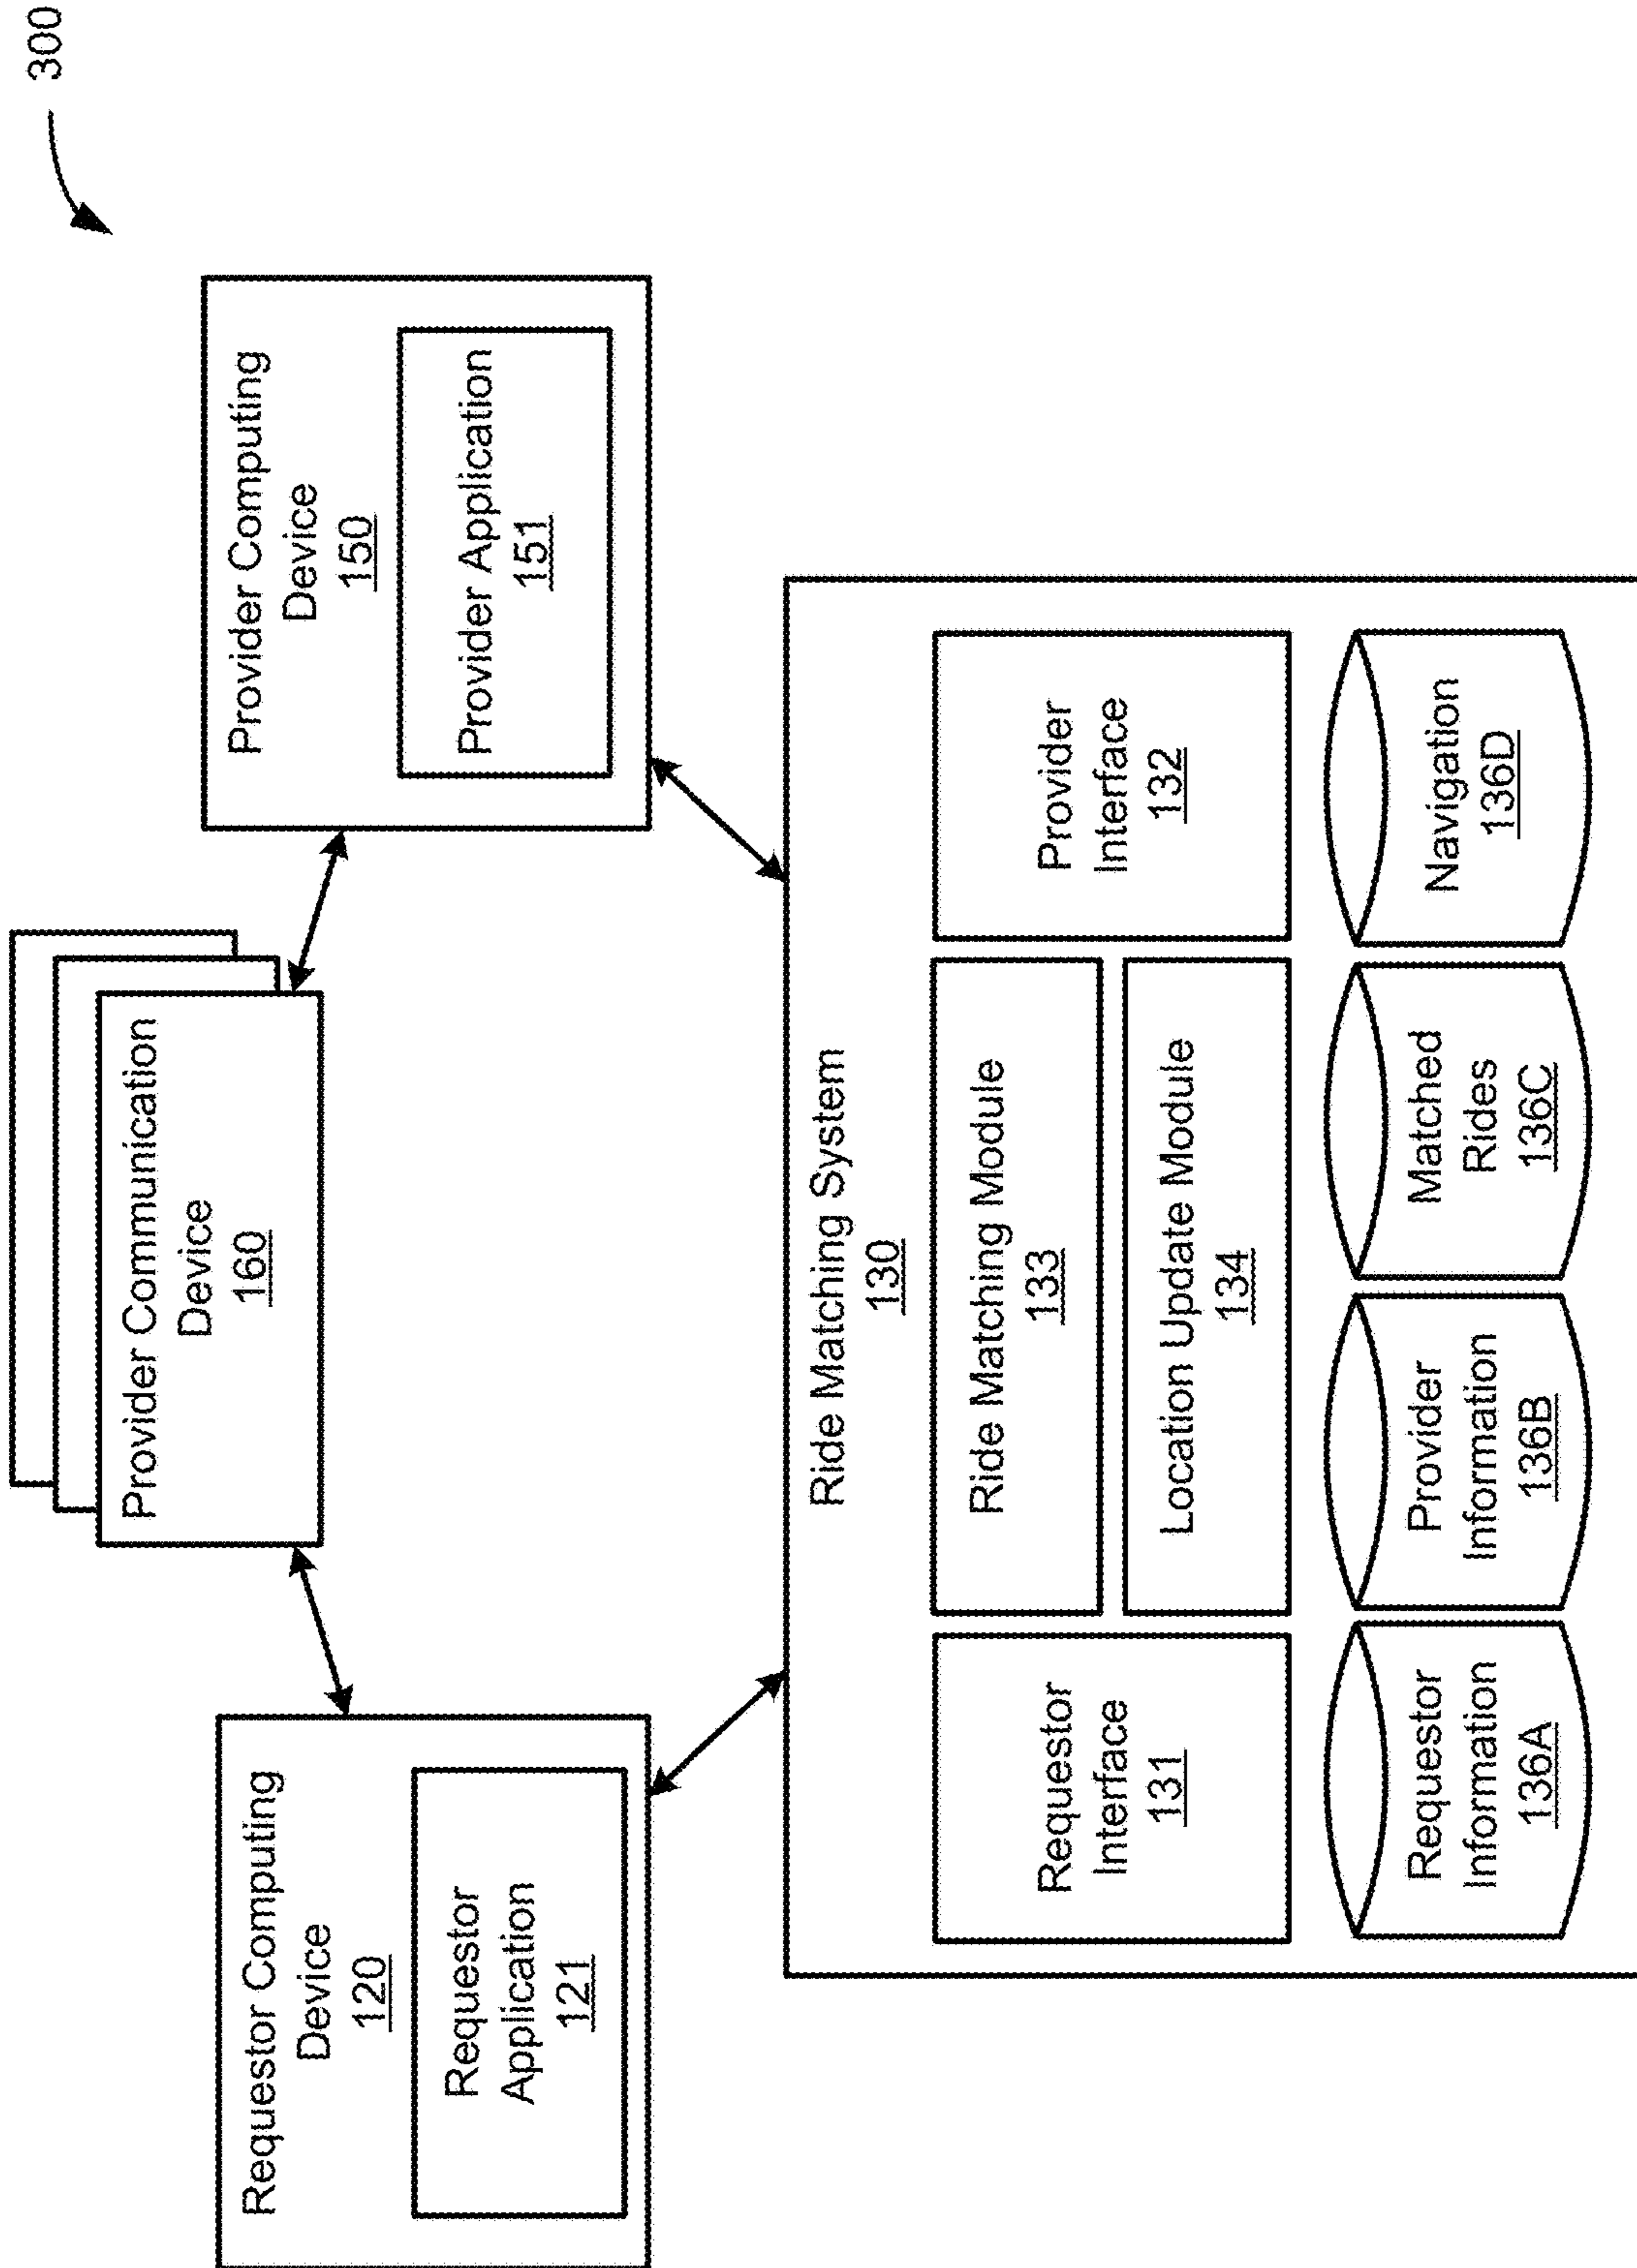 300
Provider Communication
Device
160
Requestor Computing
Device
120
Requestor
Application
121
Provider Computing
Device
150
Provider Application
151
Ride Matching System
130
Requestor
Interface
131
Ride Matching Module
133
Location Update Module
134
Provider
Interface
132
Requestor
Information
136A
Provider
Information
136B
Matched
Rides
136C
Navigation
136D